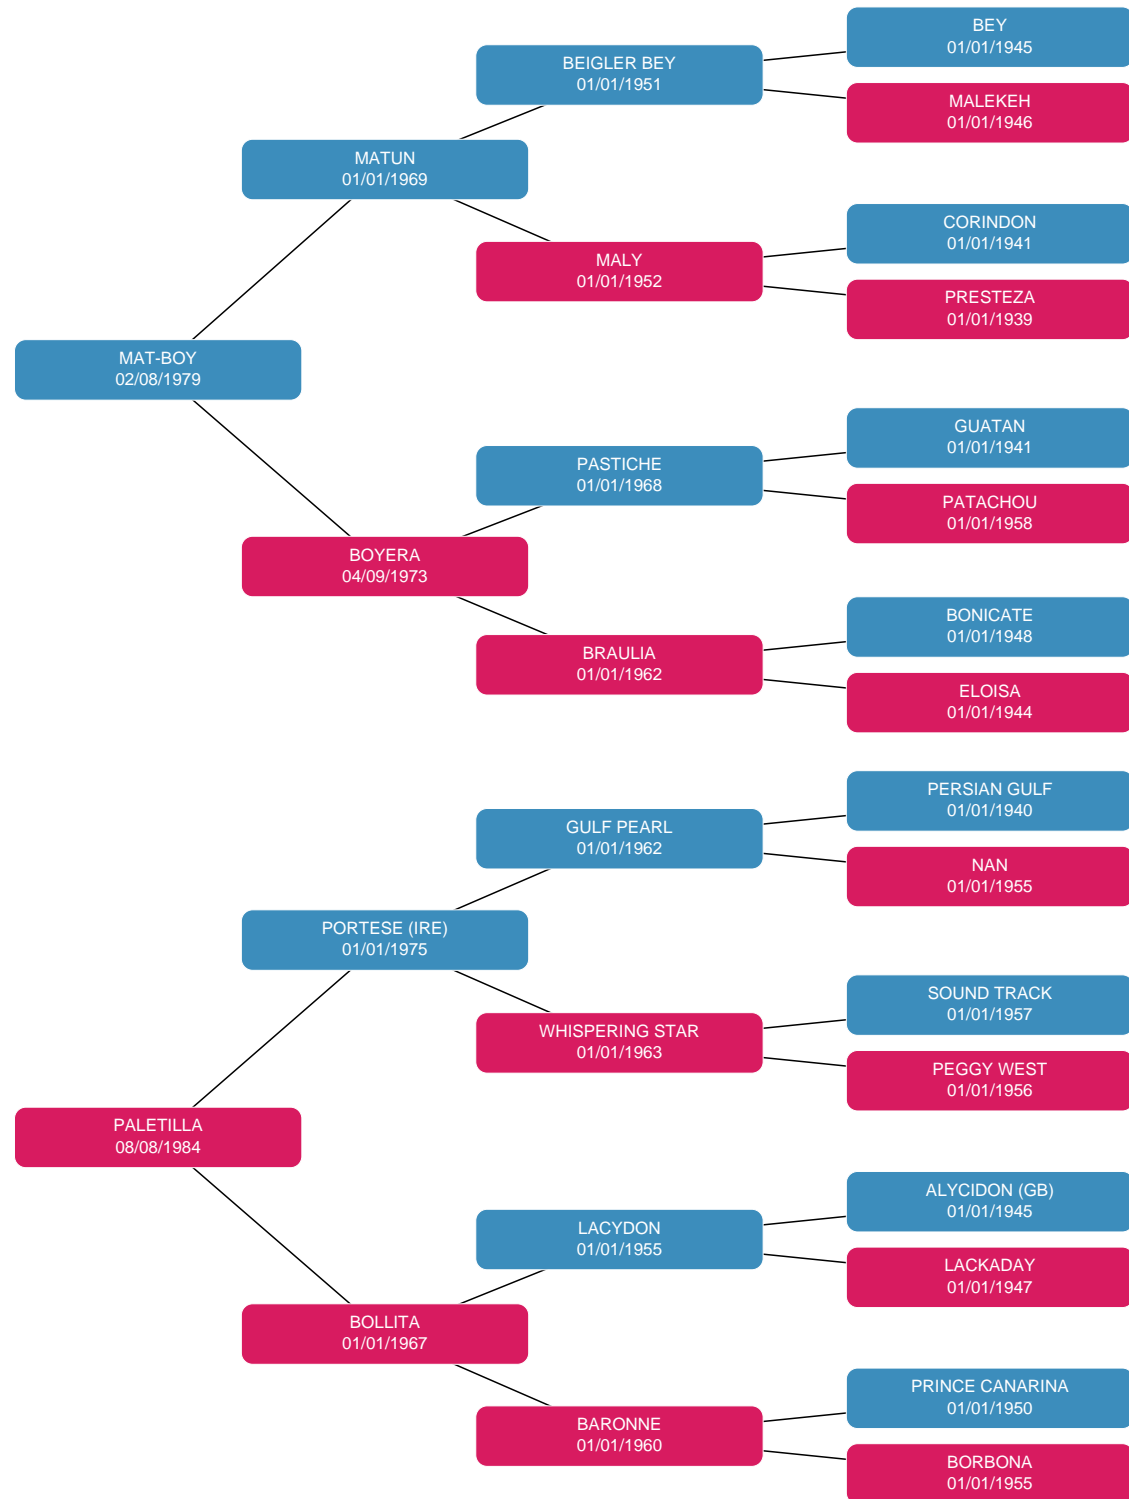 BEY
01/01/1945
BEIGLER BEY
01/01/1951
MALEKEH
01/01/1946
MATUN
01/01/1969
CORINDON
01/01/1941
MALY
01/01/1952
PRESTEZA
01/01/1939
MAT-BOY
02/08/1979
GUATAN
01/01/1941
PASTICHE
01/01/1968
PATACHOU
01/01/1958
BOYERA
04/09/1973
BONICATE
01/01/1948
BRAULIA
01/01/1962
ELOISA
01/01/1944
PERSIAN GULF
01/01/1940
GULF PEARL
01/01/1962
NAN
01/01/1955
PORTESE (IRE)
01/01/1975
SOUND TRACK
01/01/1957
WHISPERING STAR
01/01/1963
PEGGY WEST
01/01/1956
PALETILLA
08/08/1984
ALYCIDON (GB)
01/01/1945
LACYDON
01/01/1955
LACKADAY
01/01/1947
BOLLITA
01/01/1967
PRINCE CANARINA
01/01/1950
BARONNE
01/01/1960
BORBONA
01/01/1955